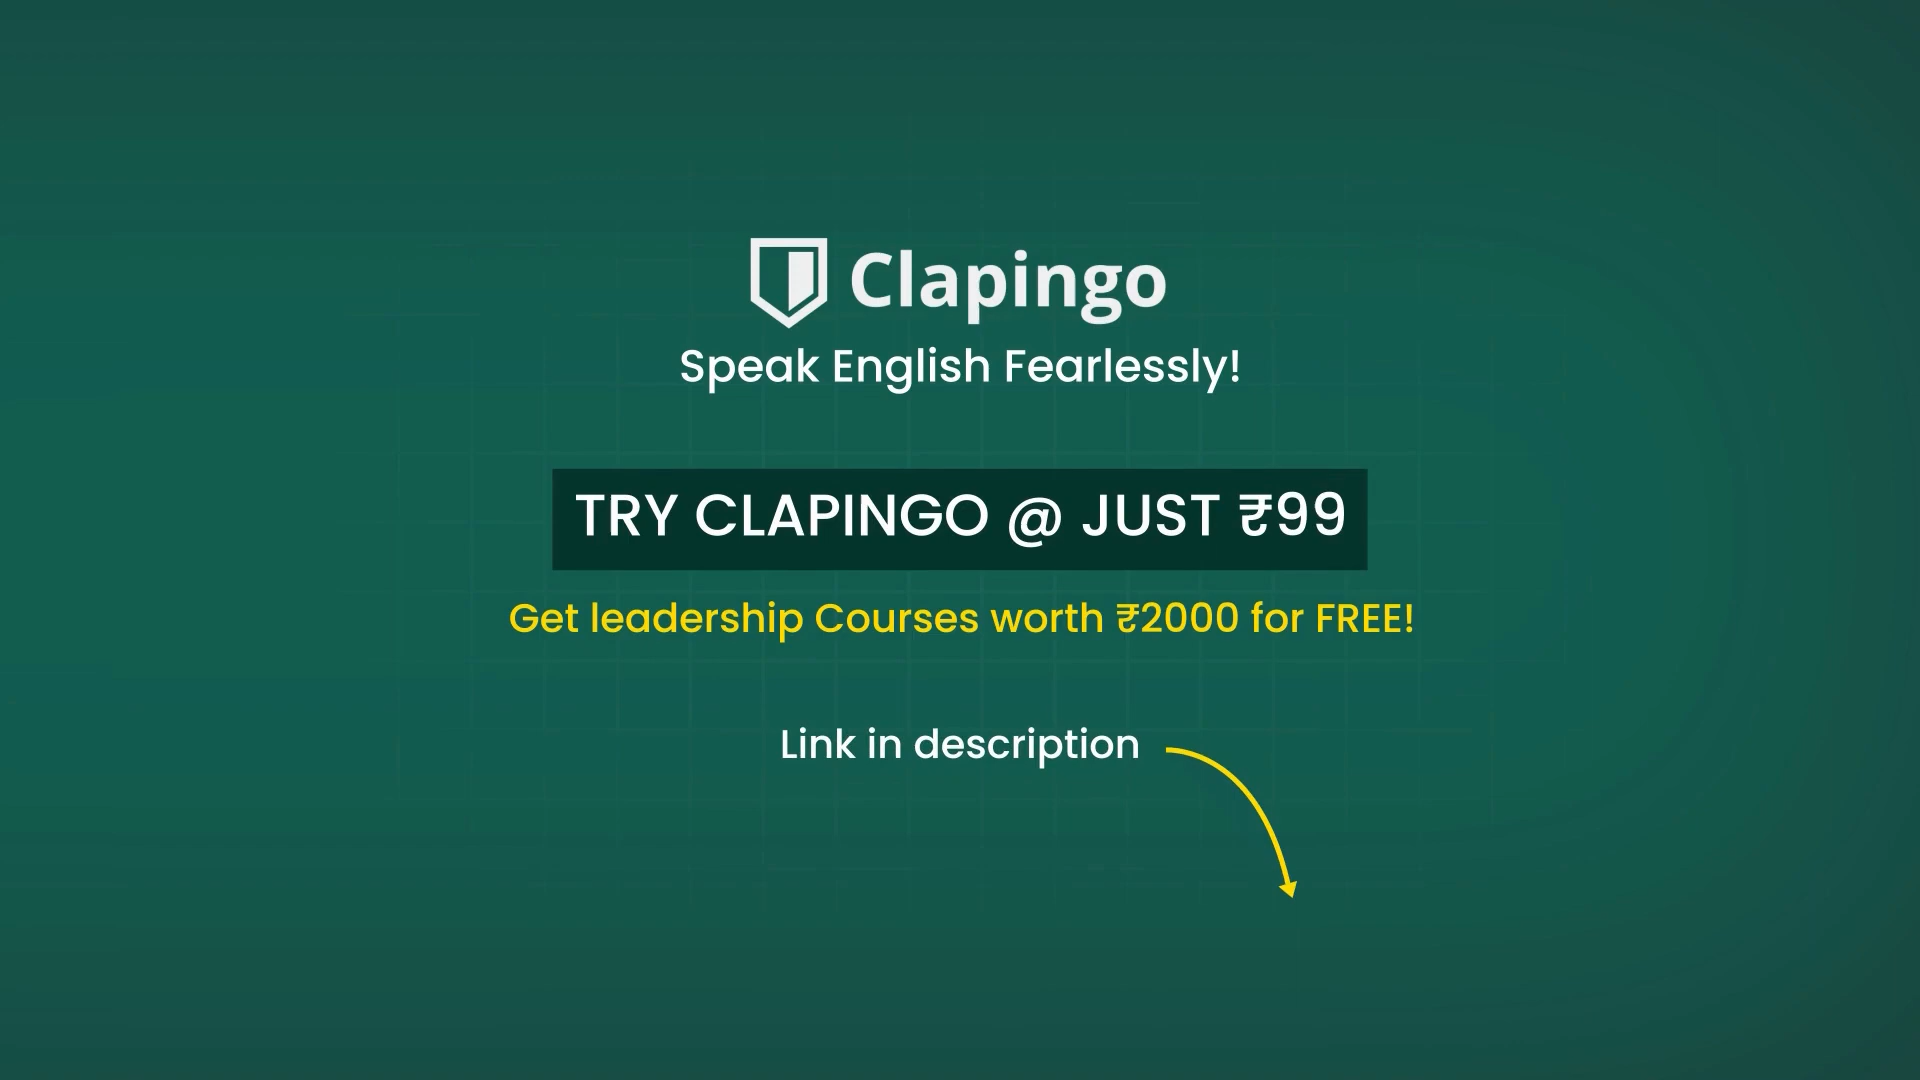 Clapingo
Speak English Fearlessly!
TRY CLAPINGO @ JUST ₹99
Get leadership Courses worth ₹2000 for FREE!
Link in description